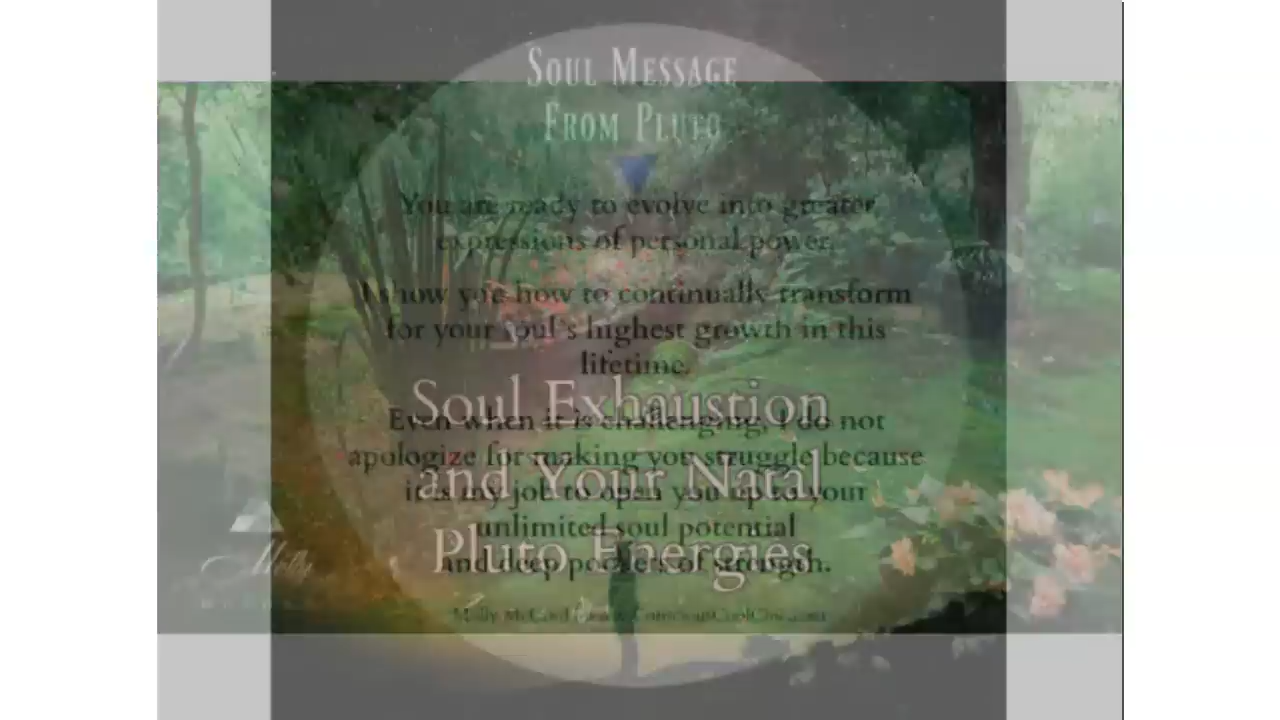 SOUL MESSAGE
FROM PLUTO
You are ready to evolve into greater
expressions of personal power.
I show you how to continually transform
for your soul's highest growth in this
lifetime.
Soul Exhaustion
Even when it is challenging, I do not
apologize for making you struggle because
and Your Natal
it is my job to open you up to your
unlimited soul potential
Pluto Energies
and deep pockets of strength.
Molly McCord
Molly